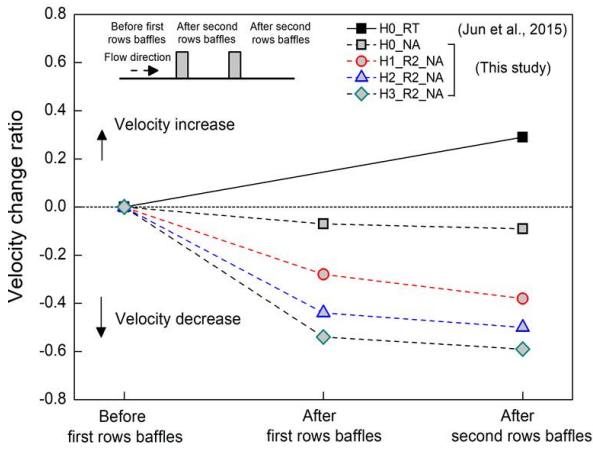 Before first
rows baffles
After second
rows baffles
After second
rows baffles
Flow direction
H0_RT
(Jun et al., 2015)
H0_NA
H1_R2_NA
(This study)
H2_R2_NA
H3_R2_NA
Velocity increase
Velocity decrease
Velocity change ratio
0.8
0.6
0.4
0.2
0.0
-0.2
-0.4
-0.6
-0.8
Before
first rows baffles
After
first rows baffles
After
second rows baffles